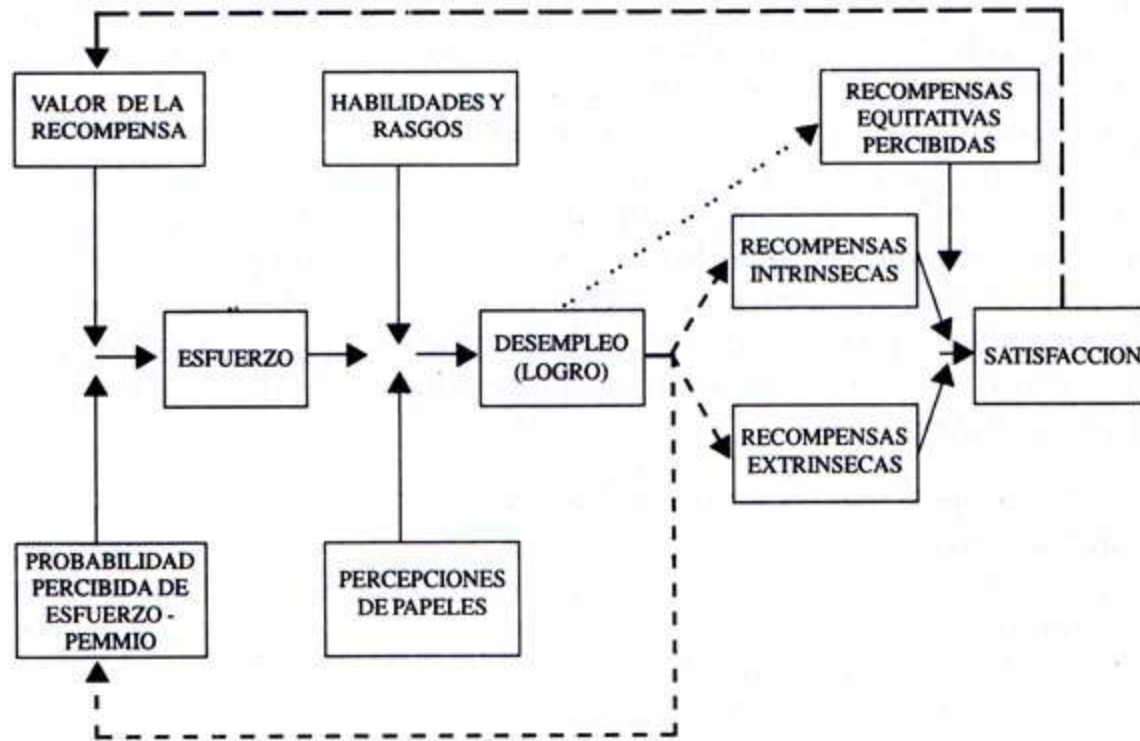 VALOR DE LA
RECOMPENSA
HABILIDADES Y
RASGOS
RECOMPENSAS
EQUITATIVAS
PERCIBIDAS
RECOMPENSAS
INTRINSECAS
ESFUERZO
DESEMPLEO
(LOGRO)
SATISFACCION
RECOMPENSAS
EXTRINSECAS
PROBABILIDAD
PERCIBIDA DE
ESFUERZO -
PEMMIO
PERCEPCIONES
DE PAPELES